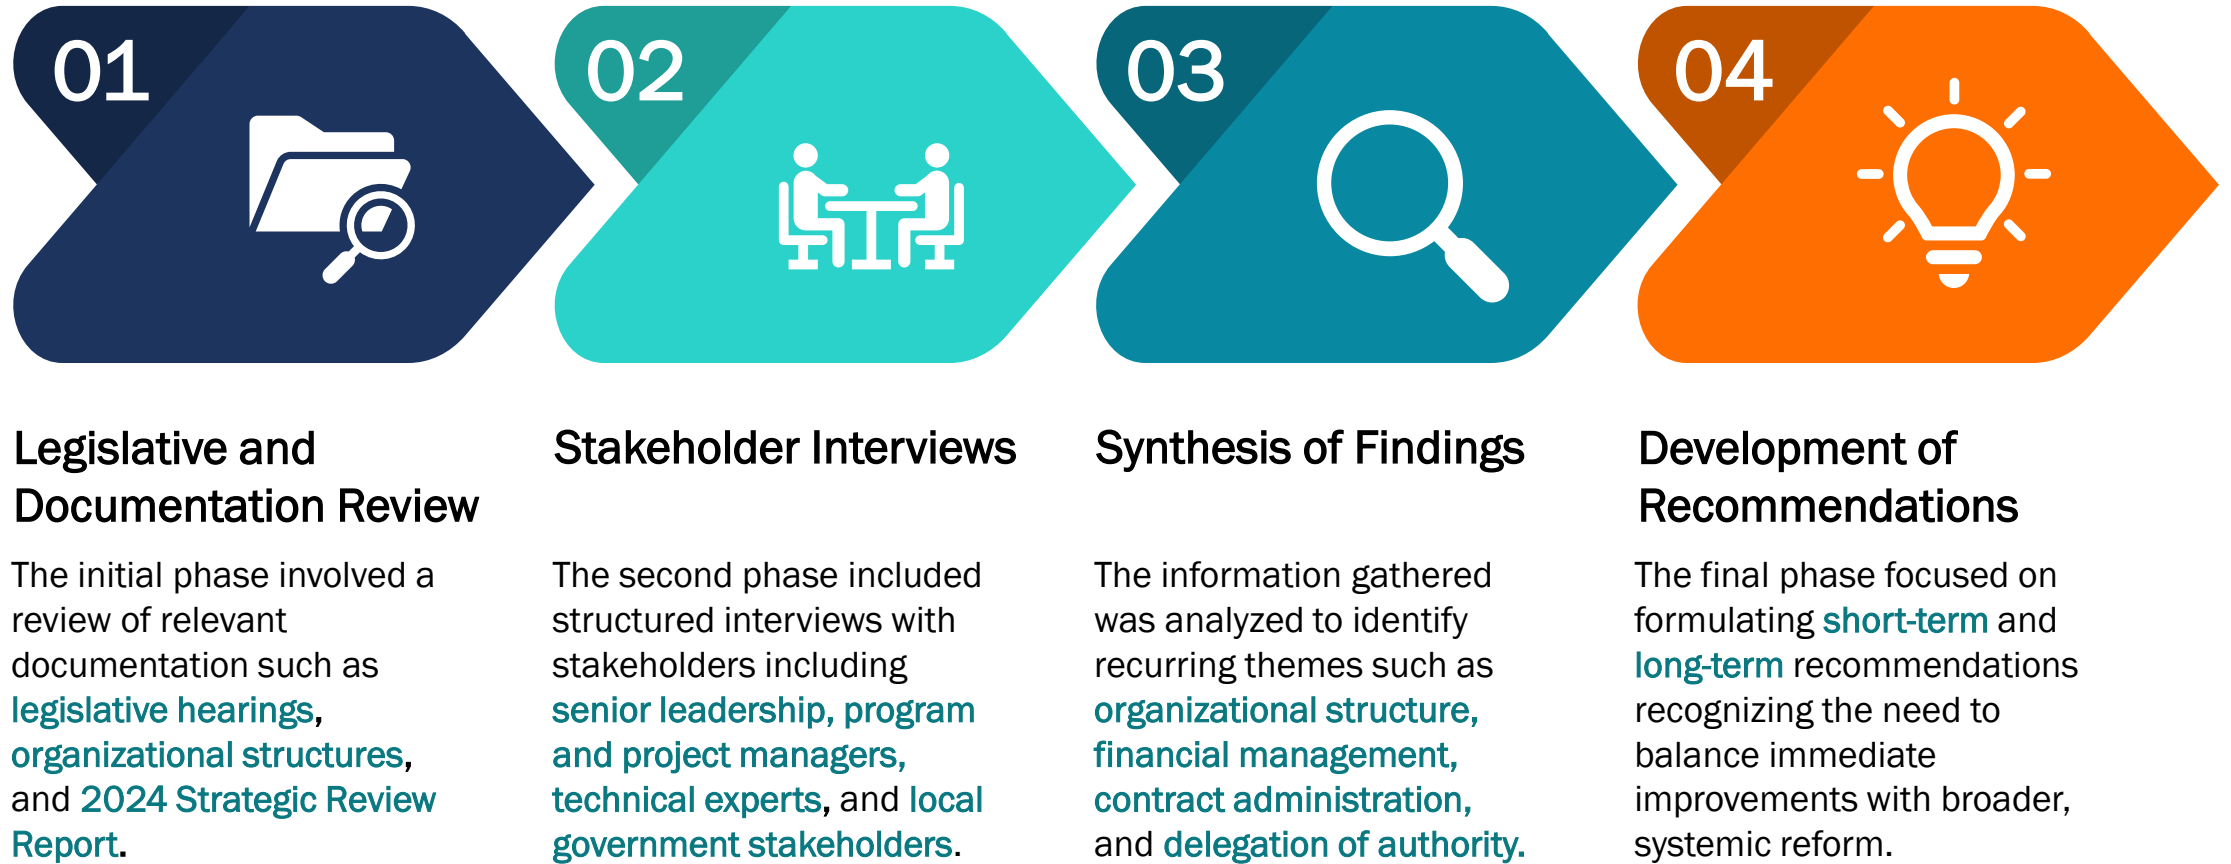 01
Legislative and
Documentation Review
The initial phase involved a
review of relevant
documentation such as
legislative hearings,
organizational structures,
and 2024 Strategic Review
Report.
02
Stakeholder Interviews
The second phase included
structured interviews with
stakeholders including
senior leadership, program
and project managers,
technical experts, and local
government stakeholders.
03
Synthesis of Findings
The information gathered
was analyzed to identify
recurring themes such as
organizational structure,
financial management,
contract administration,
and delegation of authority.
04
Development of
Recommendations
The final phase focused on
formulating short-term and
long-term recommendations
recognizing the need to
balance immediate
improvements with broader,
systemic reform.